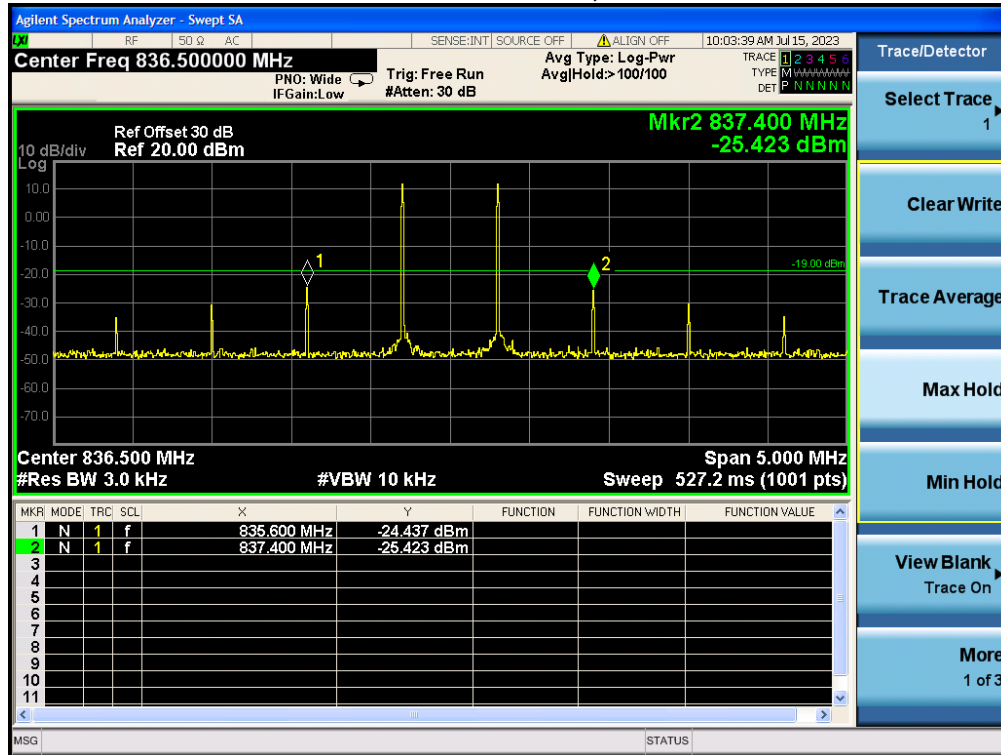 Agilent Spectrum Analyzer - Swept SA
LXI RF 50 Ω AC SENSE:INT SOURCE OFF ALIGN OFF 10:03:39 AM Jul 15, 2023
Center Freq 836.500000 MHz
PNO: Wide
IFGain:Low
Trig: Free Run
#Atten: 30 dB
Avg Type: Log-Pwr
Avg|Hold:>100/100
TRACE 1 2 3 4 5 6
TYPE M WWWWW
DET P N N N N N
Ref Offset 30 dB
10 dB/div Ref 20.00 dBm
Log
Mkr2 837.400 MHz
-25.423 dBm
10.0
0.00
-10.0
-20.0
-30.0
-40.0
-50.0
-60.0
-70.0
1
2
-19.00 dBm
Center 836.500 MHz Span 5.000 MHz
#Res BW 3.0 kHz #VBW 10 kHz Sweep 527.2 ms (1001 pts)
MKR MODE TRC SCL X Y FUNCTION FUNCTION WIDTH FUNCTION VALUE
1 N 1 f 835.600 MHz -24.437 dBm
2 N 1 f 837.400 MHz -25.423 dBm
3
4
5
6
7
8
9
10
11
MSG STATUS
Trace/Detector
Select Trace
1
Clear Write
Trace Average
Max Hold
Min Hold
View Blank
Trace On
More
1 of 3